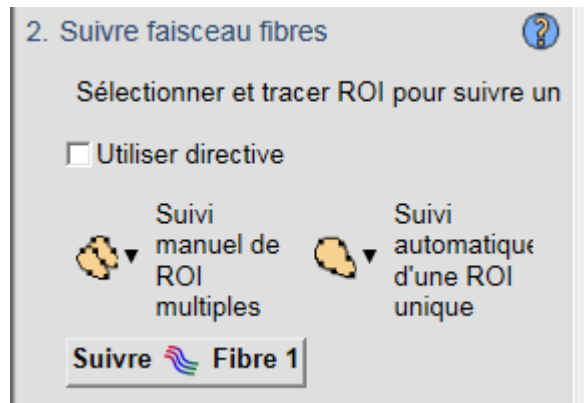 2. Suivre faisceau fibres
Sélectionner et tracer ROI pour suivre un
Utiliser directive
Suivi
manuel de
ROI
multiples
Suivi
automatique
d'une ROI
unique
Suivre Fibre 1